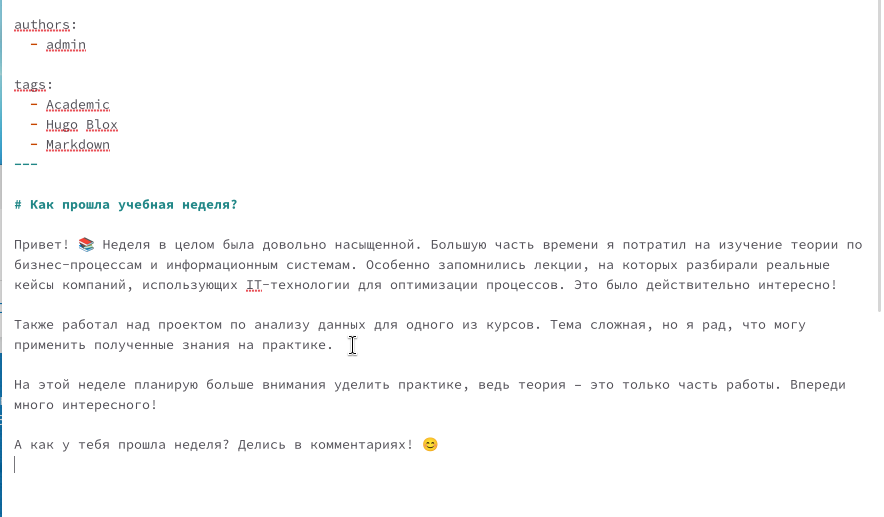 authors:
  - admin

tags:
  - Academic
  - Hugo Blox
  - Markdown
---

# Как прошла учебная неделя?

Привет! 📚 Неделя в целом была довольно насыщенной. Большую часть времени я потратил на изучение теории по
бизнес-процессам и информационным системам. Особенно запомнились лекции, на которых разбирали реальные
кейсы компаний, использующих IT-технологии для оптимизации процессов. Это было действительно интересно!

Также работал над проектом по анализу данных для одного из курсов. Тема сложная, но я рад, что могу
применить полученные знания на практике.

На этой неделе планирую больше внимания уделить практике, ведь теория – это только часть работы. Впереди
много интересного!

А как у тебя прошла неделя? Делись в комментариях! 😊